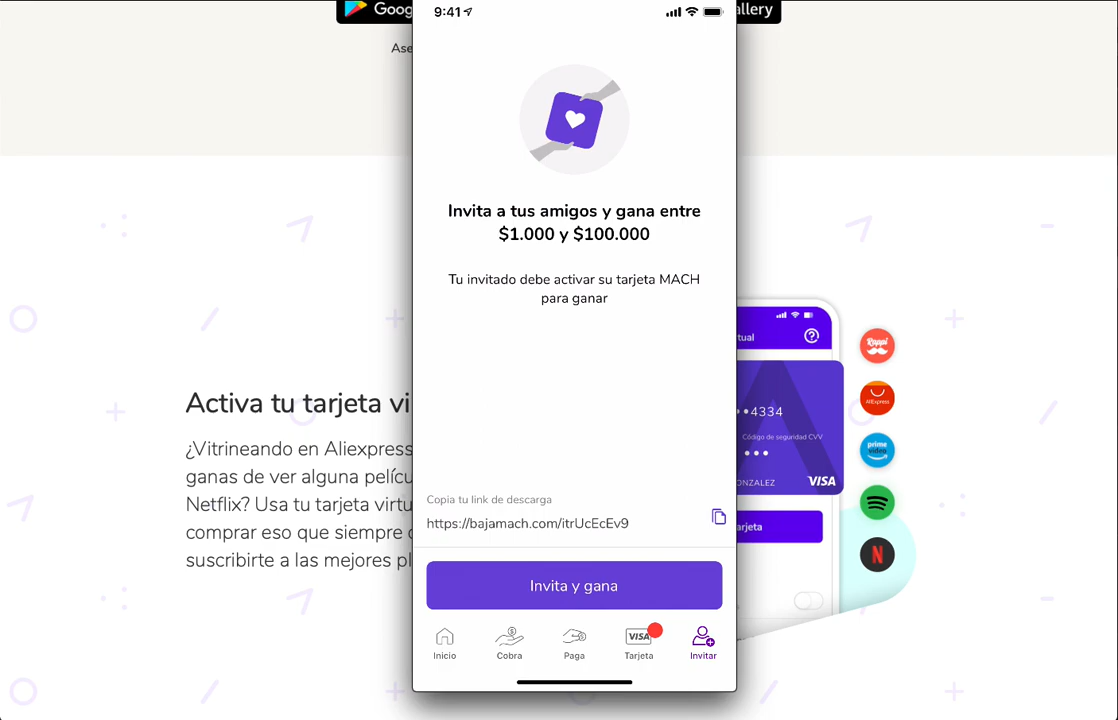 Goog
allery
Ase
9:41
Invita a tus amigos y gana entre
$1.000 y $100.000
Tu invitado debe activar su tarjeta MACH
para ganar
Copia tu link de descarga
https://bajamach.com/itrUcEcEv9
Invita y gana
Inicio
Cobra
Paga
VISA
Tarjeta
Invitar
Activa tu tarjeta vi
¿Vitrineando en Aliexpress
ganas de ver alguna pelícu
Netflix? Usa tu tarjeta virtu
comprar eso que siempre
suscribirte a las mejores pl
tual
4334
Código de seguridad CVV
ONZALEZ
VISA
arjeta
Rappi
AliExpress
prime
video
N